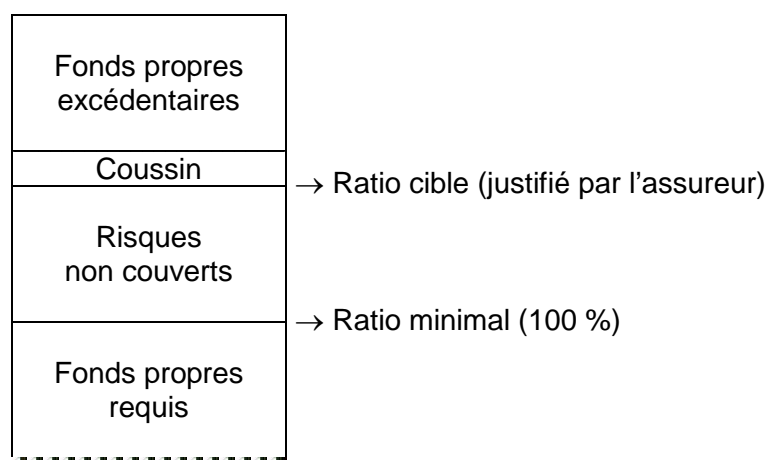 Fonds propres
excédentaires
Coussin
→ Ratio cible (justifié par l'assureur)
Risques
non couverts
→ Ratio minimal (100 %)
Fonds propres
requis